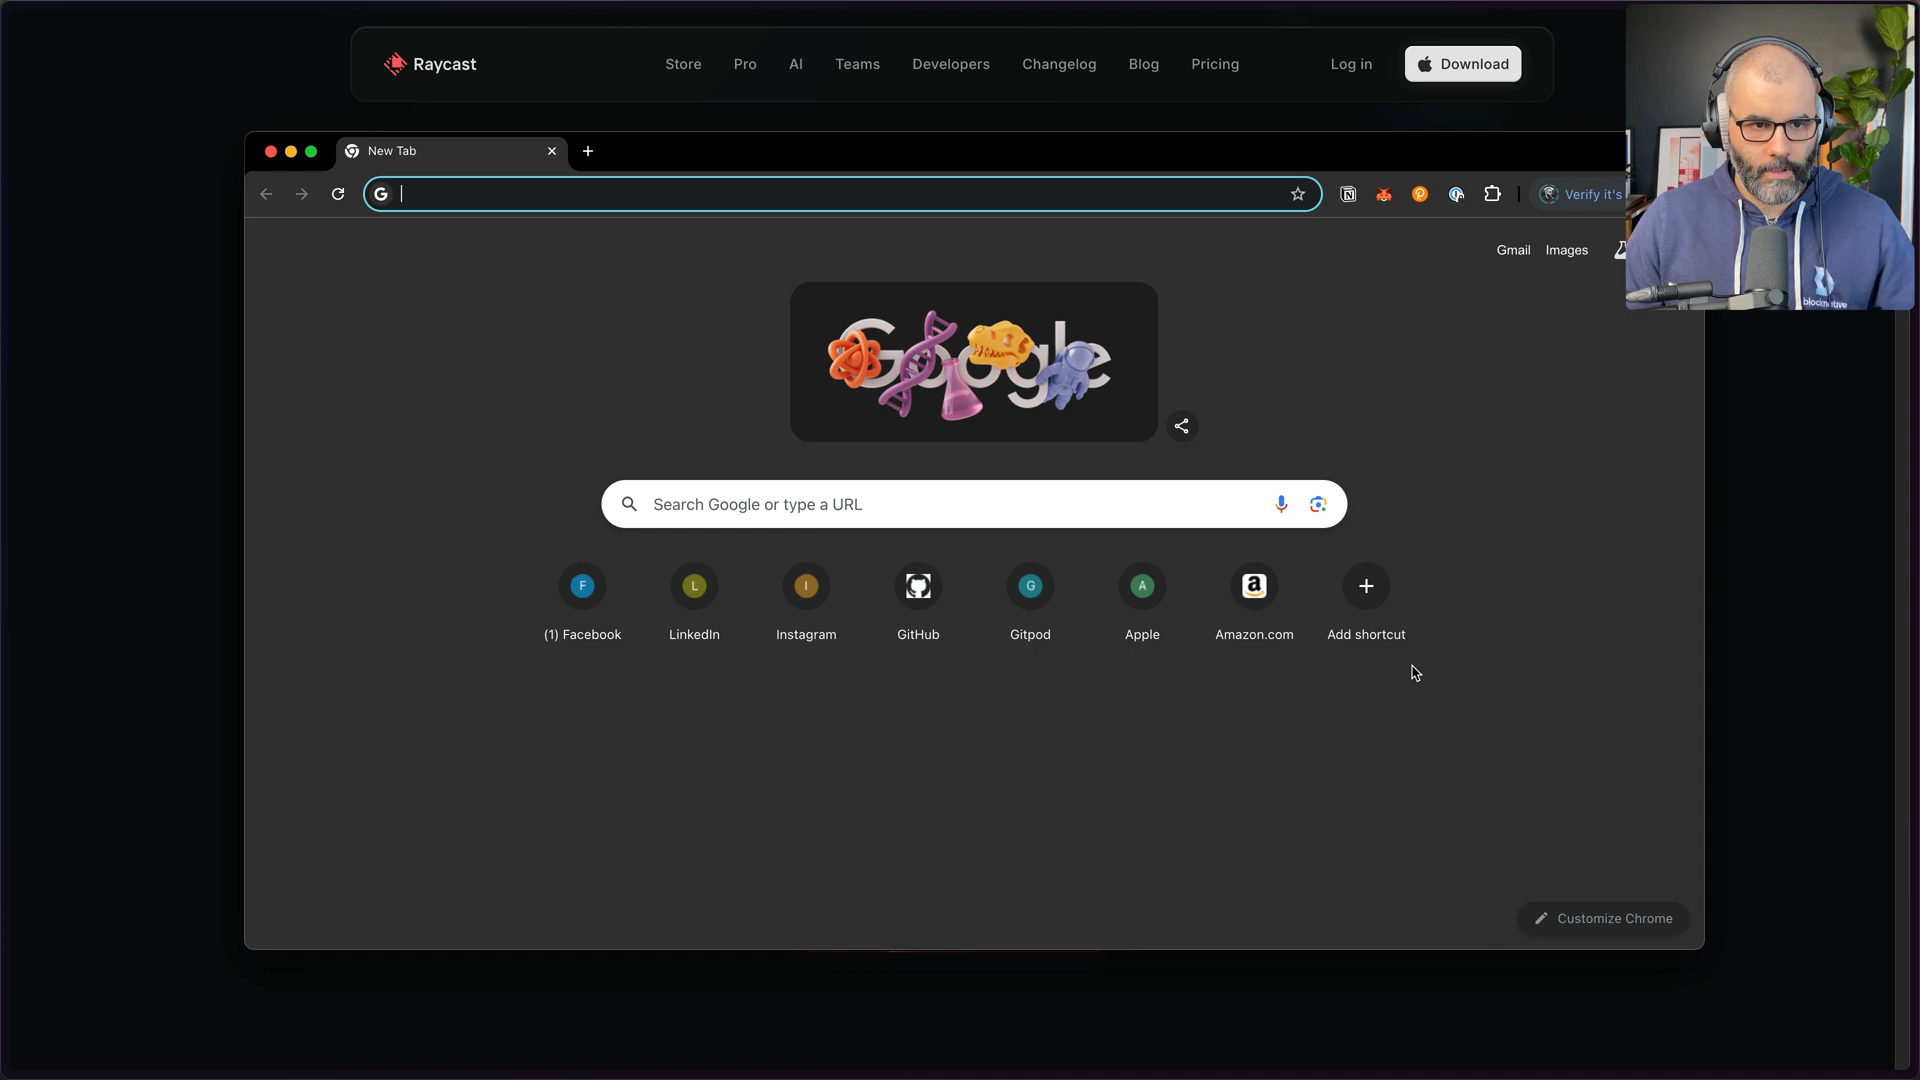 Raycast
Store
Pro
AI
Teams
Developers
Changelog
Blog
Pricing
Log in
Download
New Tab
G
Verify it's
Gmail
Images
Google
Search Google or type a URL
F
L
I
G
A
a
(1) Facebook
LinkedIn
Instagram
GitHub
Gitpod
Apple
Amazon.com
Add shortcut
Customize Chrome